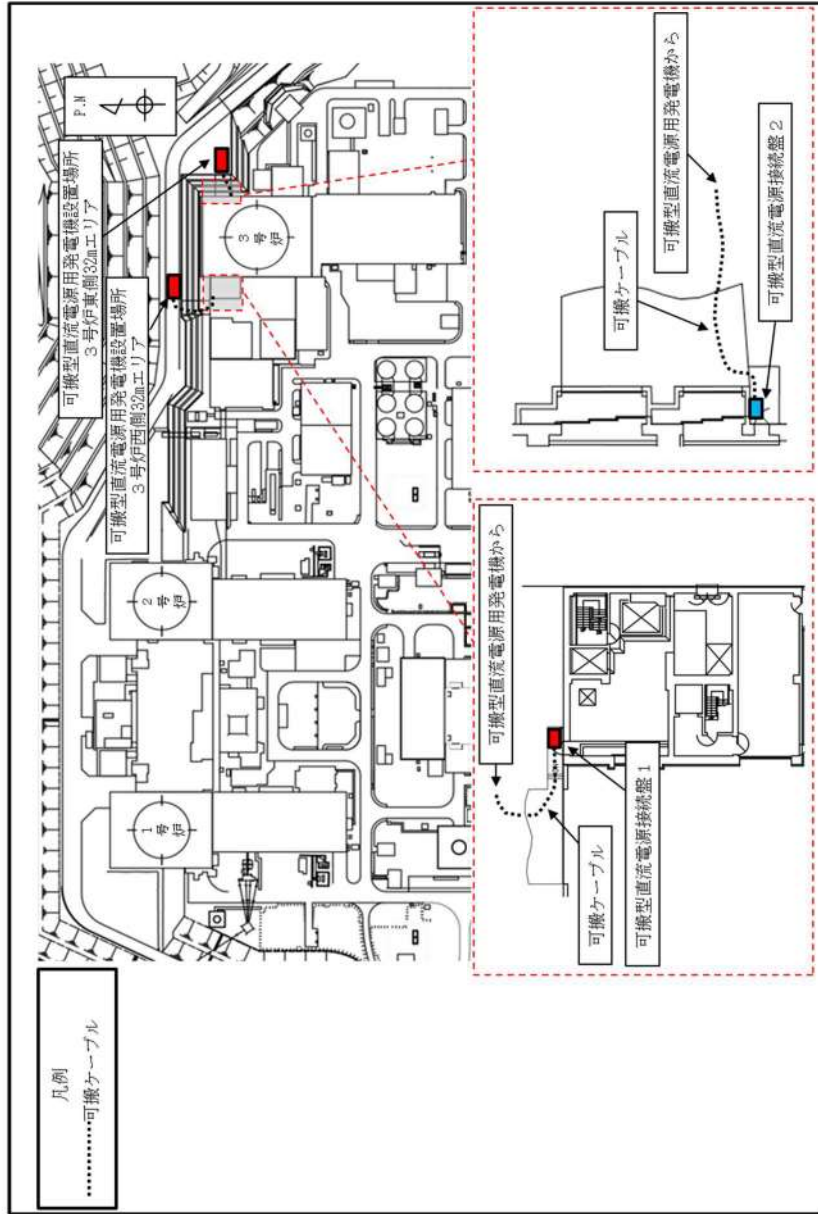 凡例
可搬ケーブル
P.N
可搬型直流電源用発電機設置場所
3号炉東側32mエリア
可搬型直流電源用発電機設置場所
3号炉西側32mエリア
1
号
炉
2
号
炉
3
号
炉
可搬型直流電源用発電機から
可搬ケーブル
可搬型直流電源接続盤1
可搬型直流電源用発電機から
可搬ケーブル
可搬型直流電源接続盤2